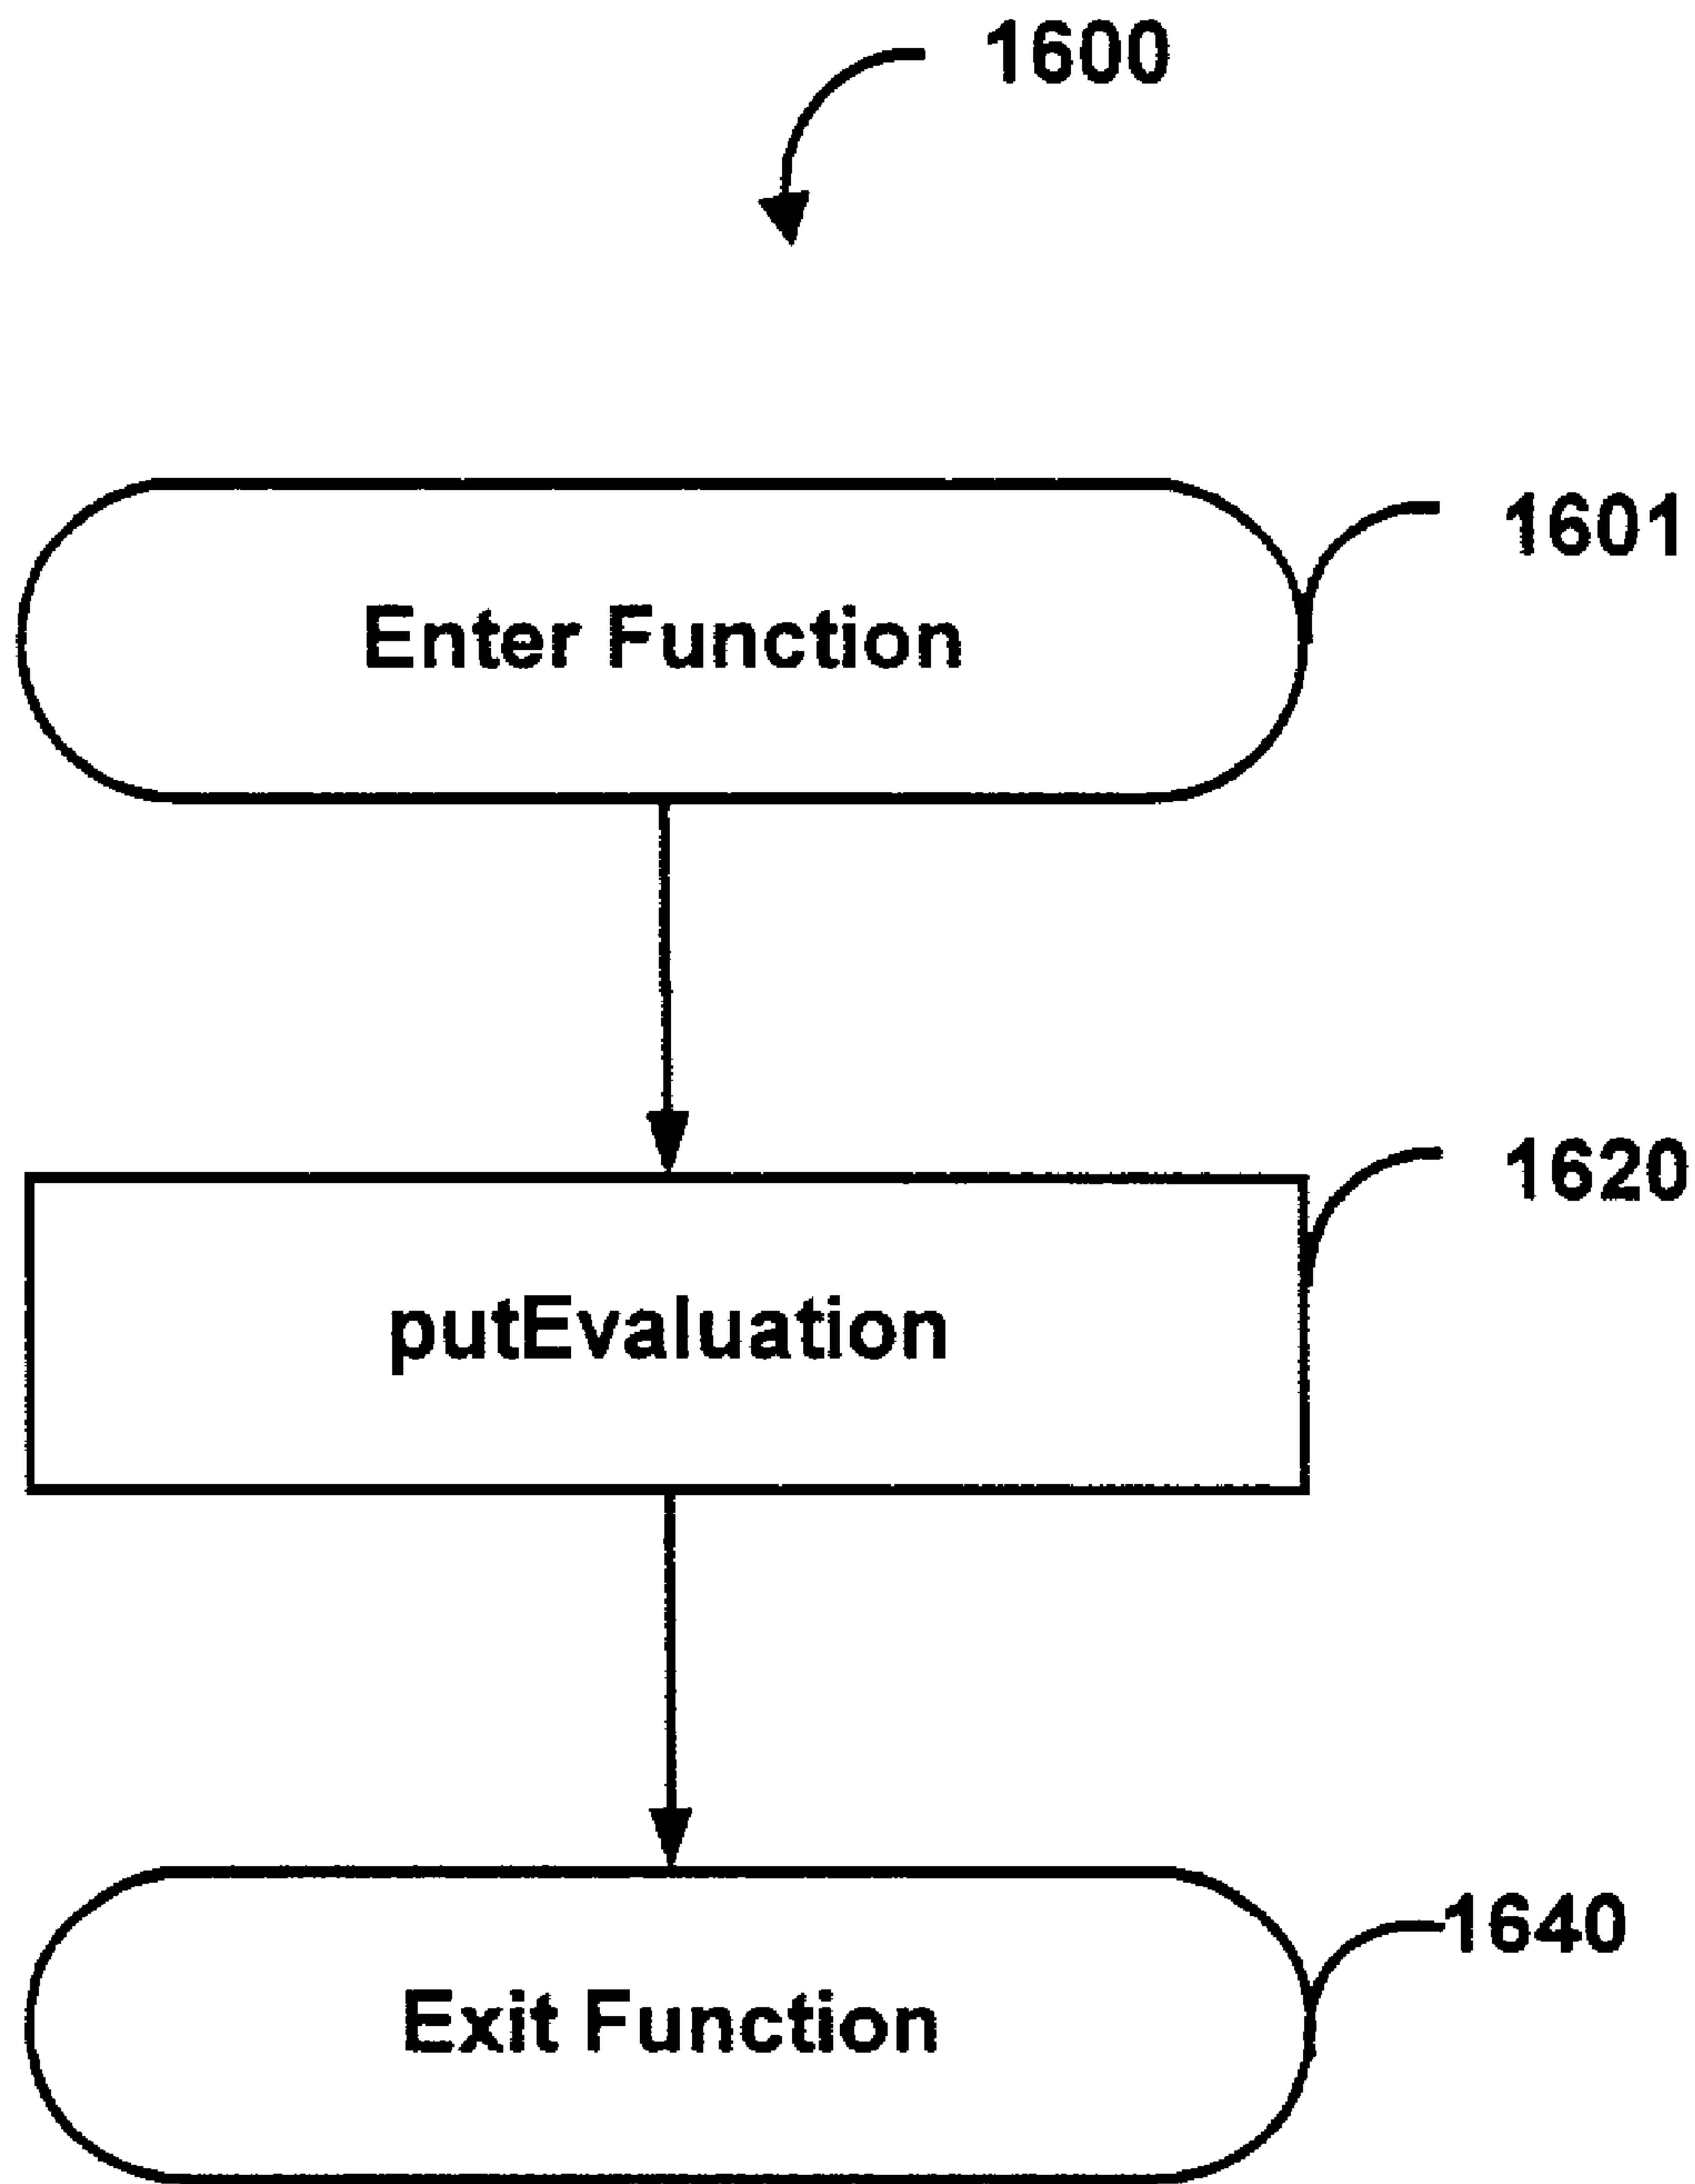 1600
1601
Enter Function
1620
putEvaluation
1640
Exit Function